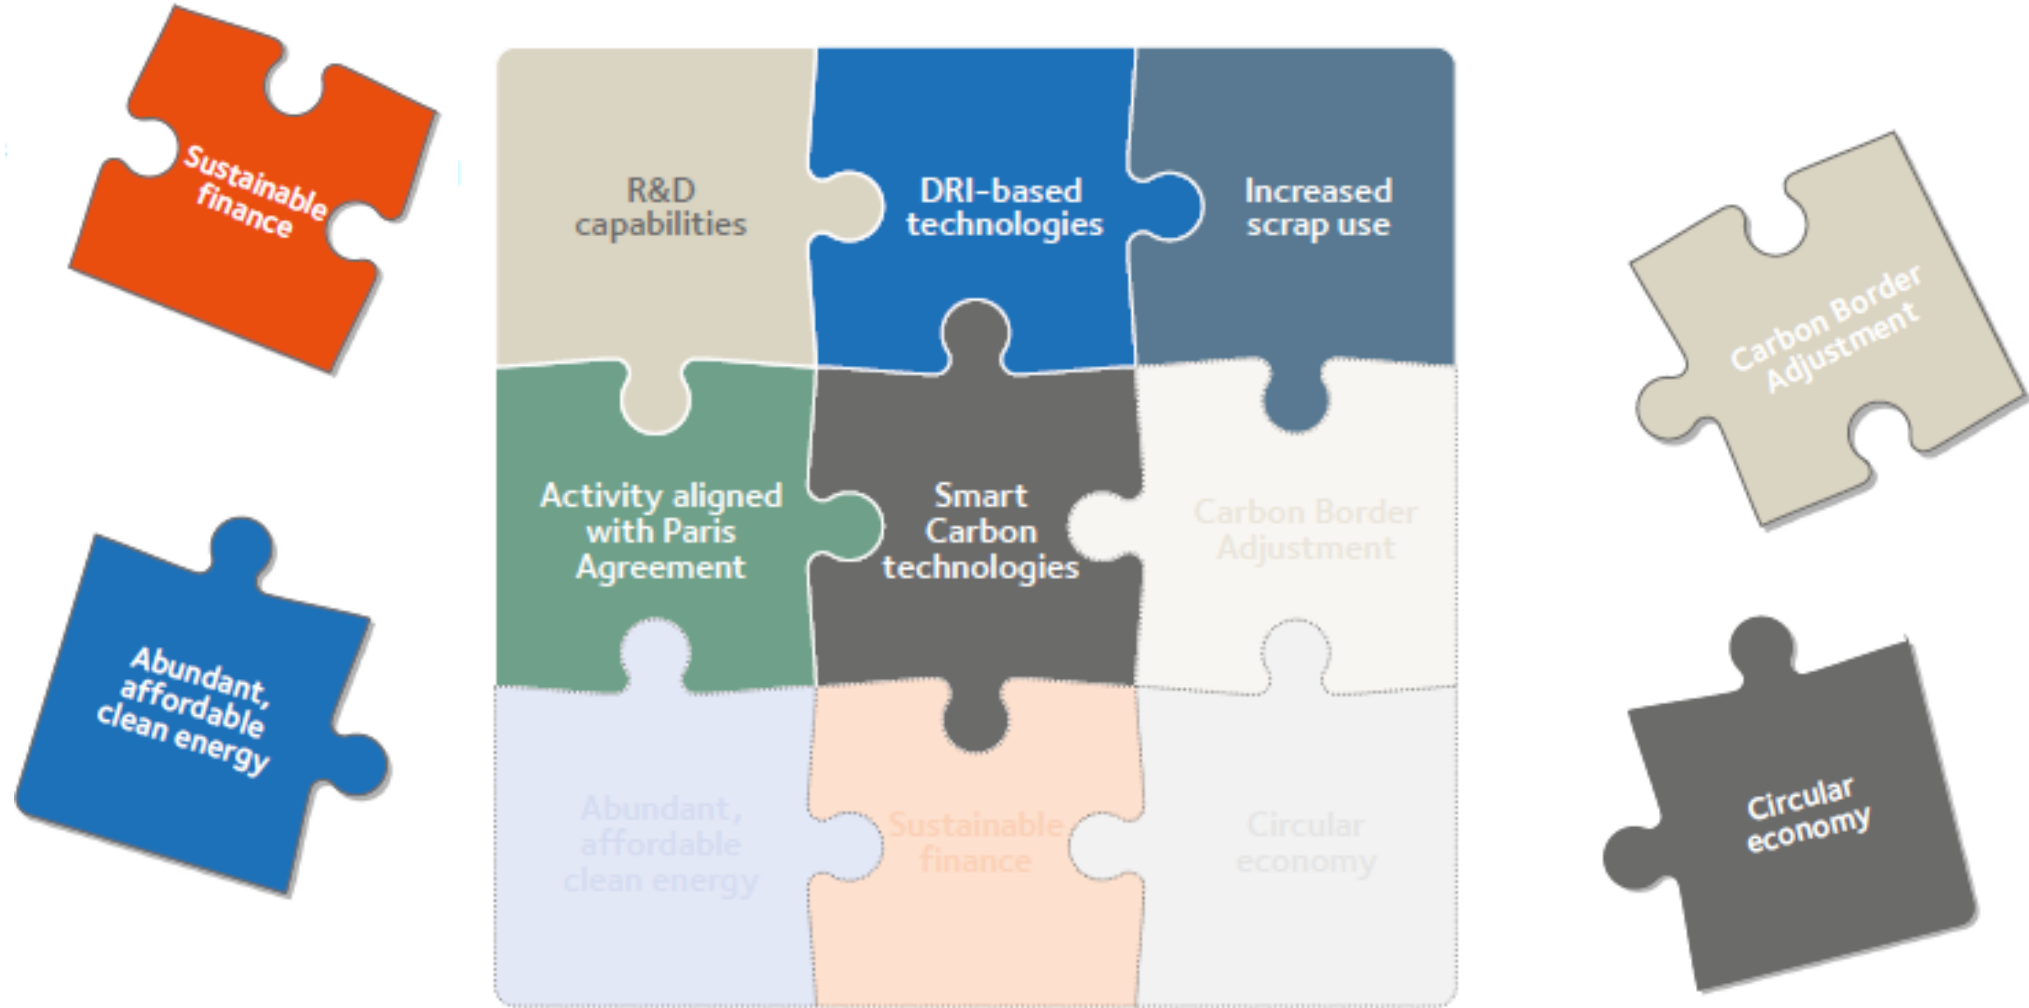 Sustainable
finance
R&D
capabilities
DRI-based
technologies
Increased
scrap use
Carbon Border
Adjustment
Activity aligned
with Paris
Agreement
Smart
Carbon
technologies
Carbon Border
Adjustment
Abundant,
affordable
clean energy
Abundant,
affordable
clean energy
Sustainable
finance
Circular
economy
Circular
economy